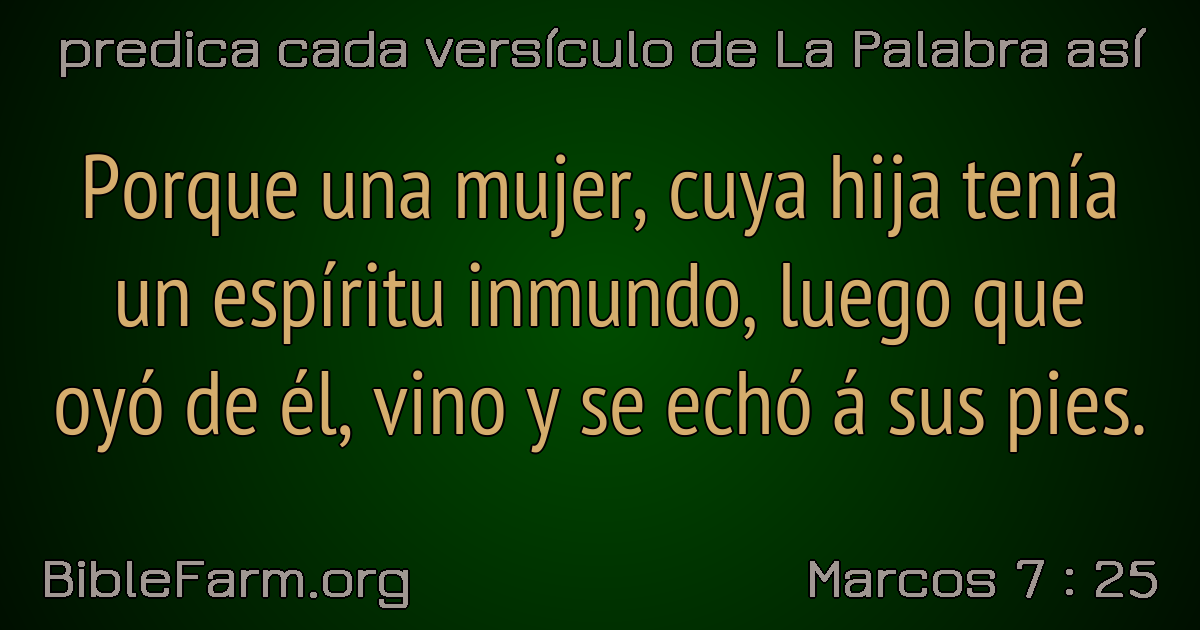 predica cada versículo de La Palabra así
Porque una mujer, cuya hija tenía
un espíritu inmundo, luego que
oyó de él, vino y se echó á sus pies.
BibleFarm.org
Marcos 7 : 25